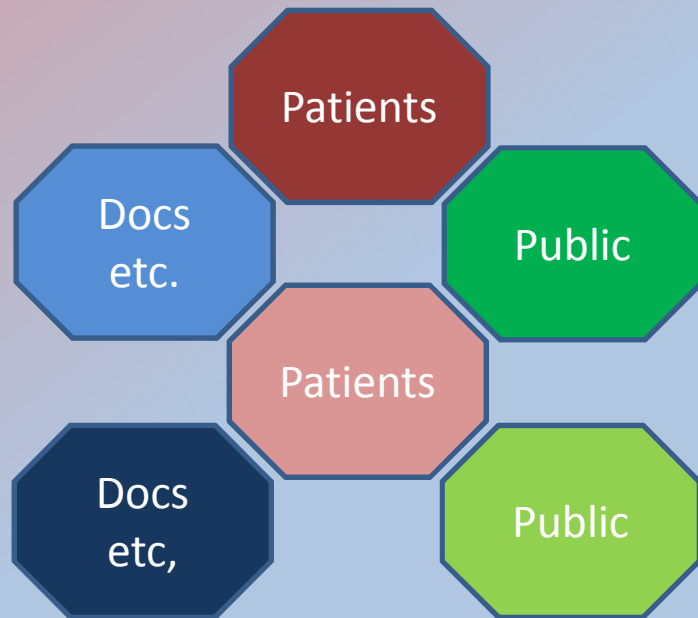 Patients
Docs
etc.
Public
Patients
Docs
etc,
Public